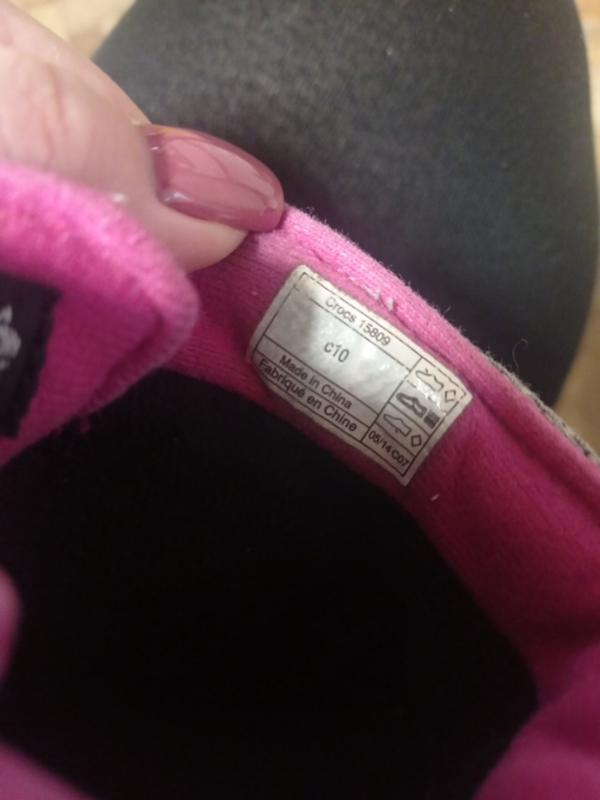 Crocs 15809
c10
Made in China
Fabriqué en Chine
05/14 C07